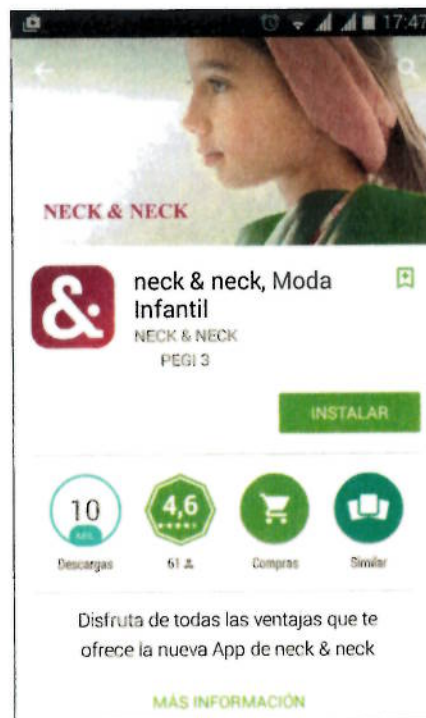 17:47
NECK & NECK
&
neck & neck, Moda
Infantil
NECK & NECK
PEGI 3
INSTALAR
10
MIL
Descargas
4,6
61
Compras
Similar
Disfruta de todas las ventajas que te
ofrece la nueva App de neck & neck
MÁS INFORMACIÓN